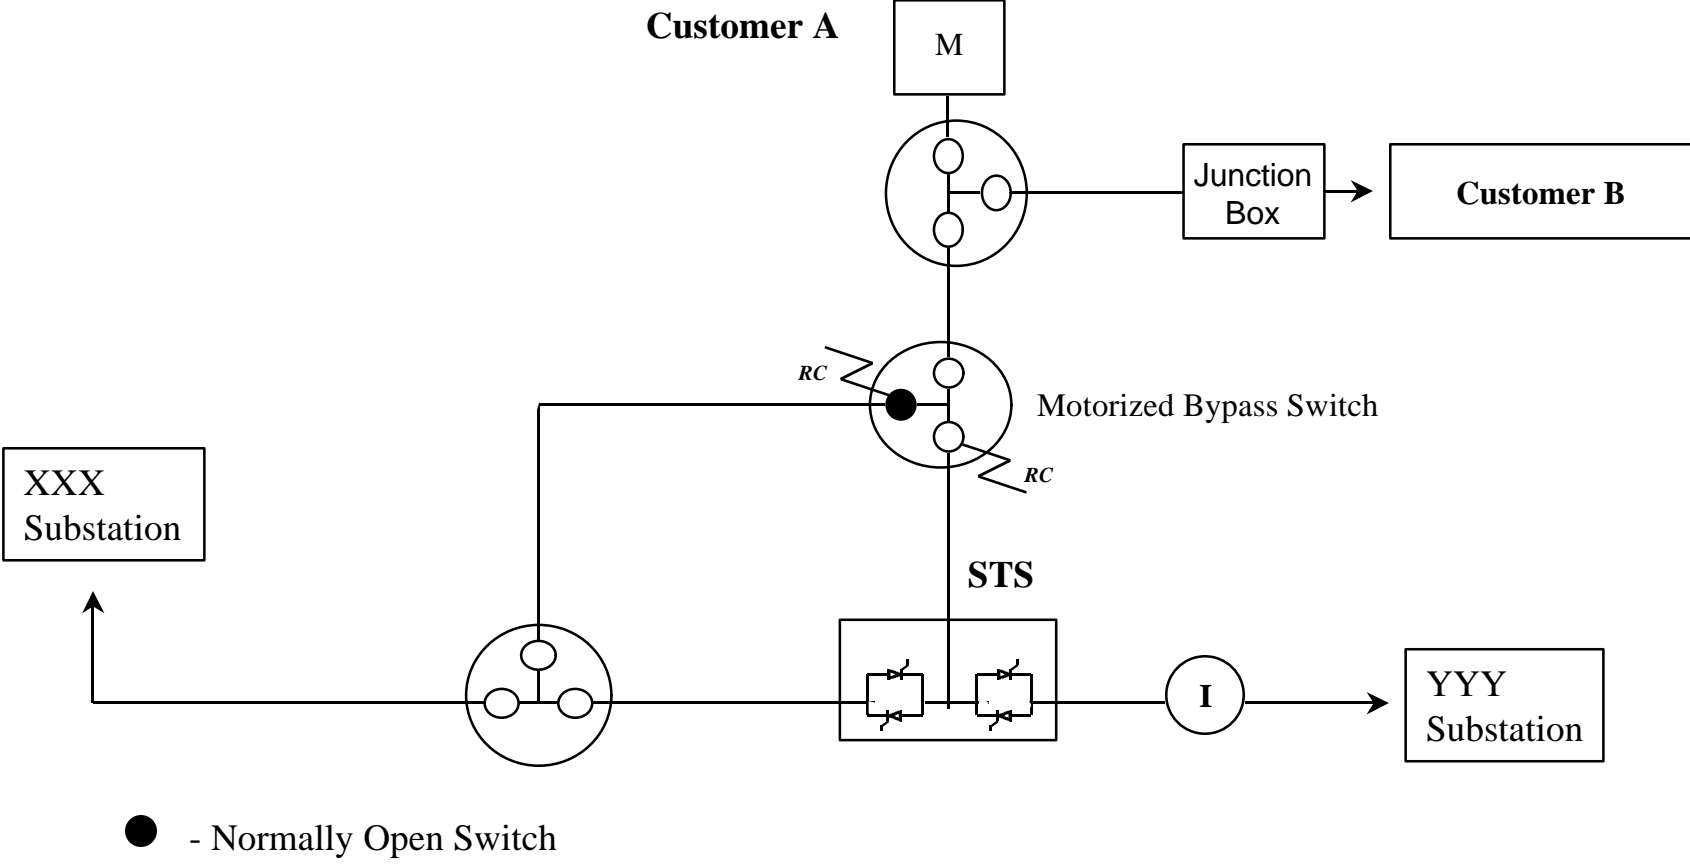 Customer A
M
Junction
Box
Customer B
RC
Motorized Bypass Switch
RC
XXX
Substation
STS
I
YYY
Substation
- Normally Open Switch